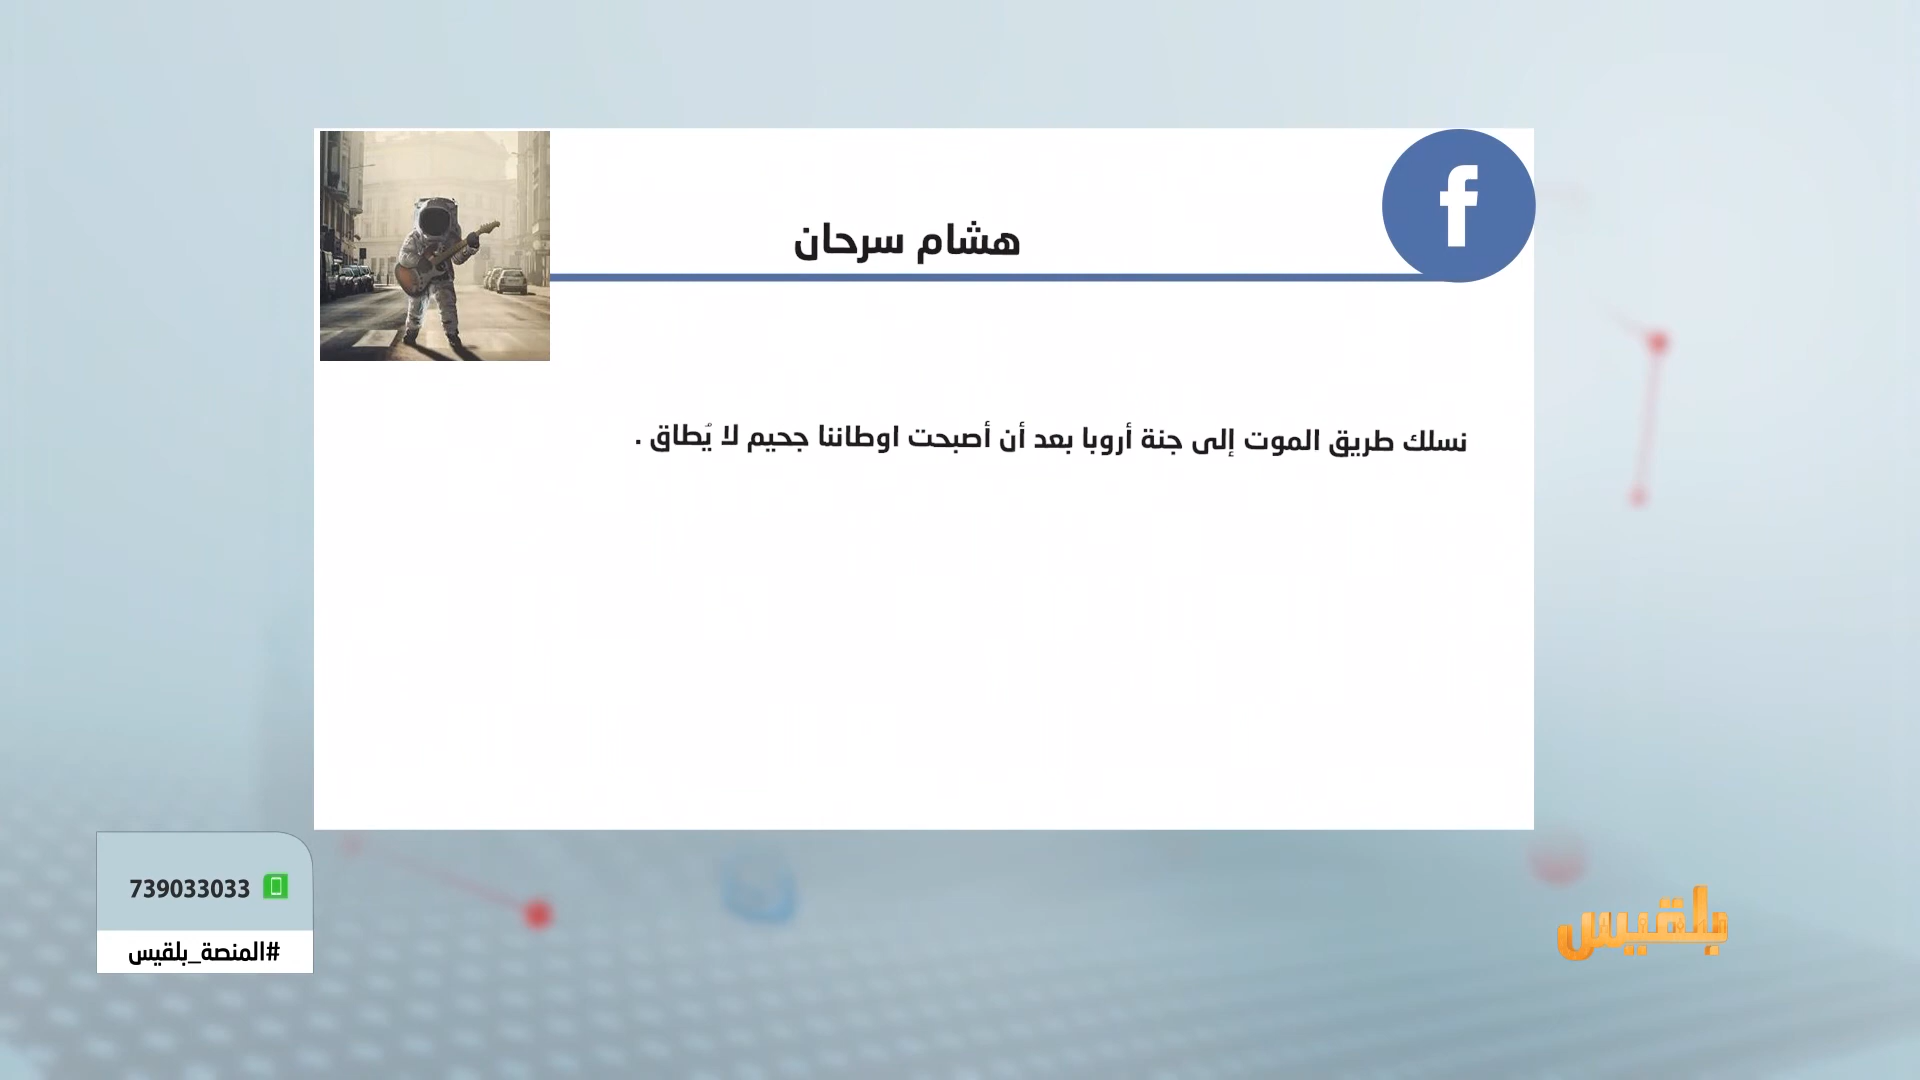 f
هشام سرحان
نسلك طريق الموت إلى جنة أروبا بعد أن أصبحت اوطاننا جحيم لا يُطاق .
739033033
#المنصة_بلقيس
بلقيس